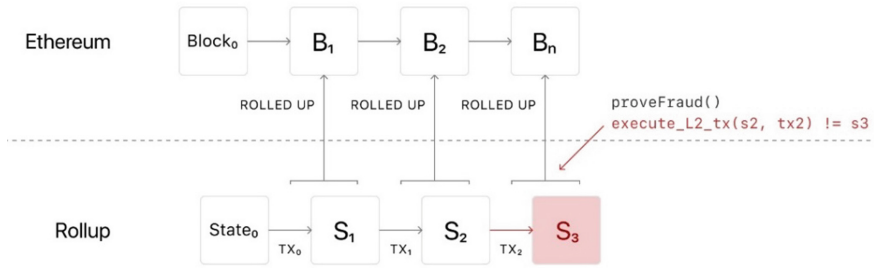 Ethereum
Block₀
B₁
B₂
Bₙ
ROLLED UP
ROLLED UP
ROLLED UP
proveFraud()
execute_L2_tx(s2, tx2) != s3
Rollup
State₀
TX₀
S₁
TX₁
S₂
TX₂
S₃